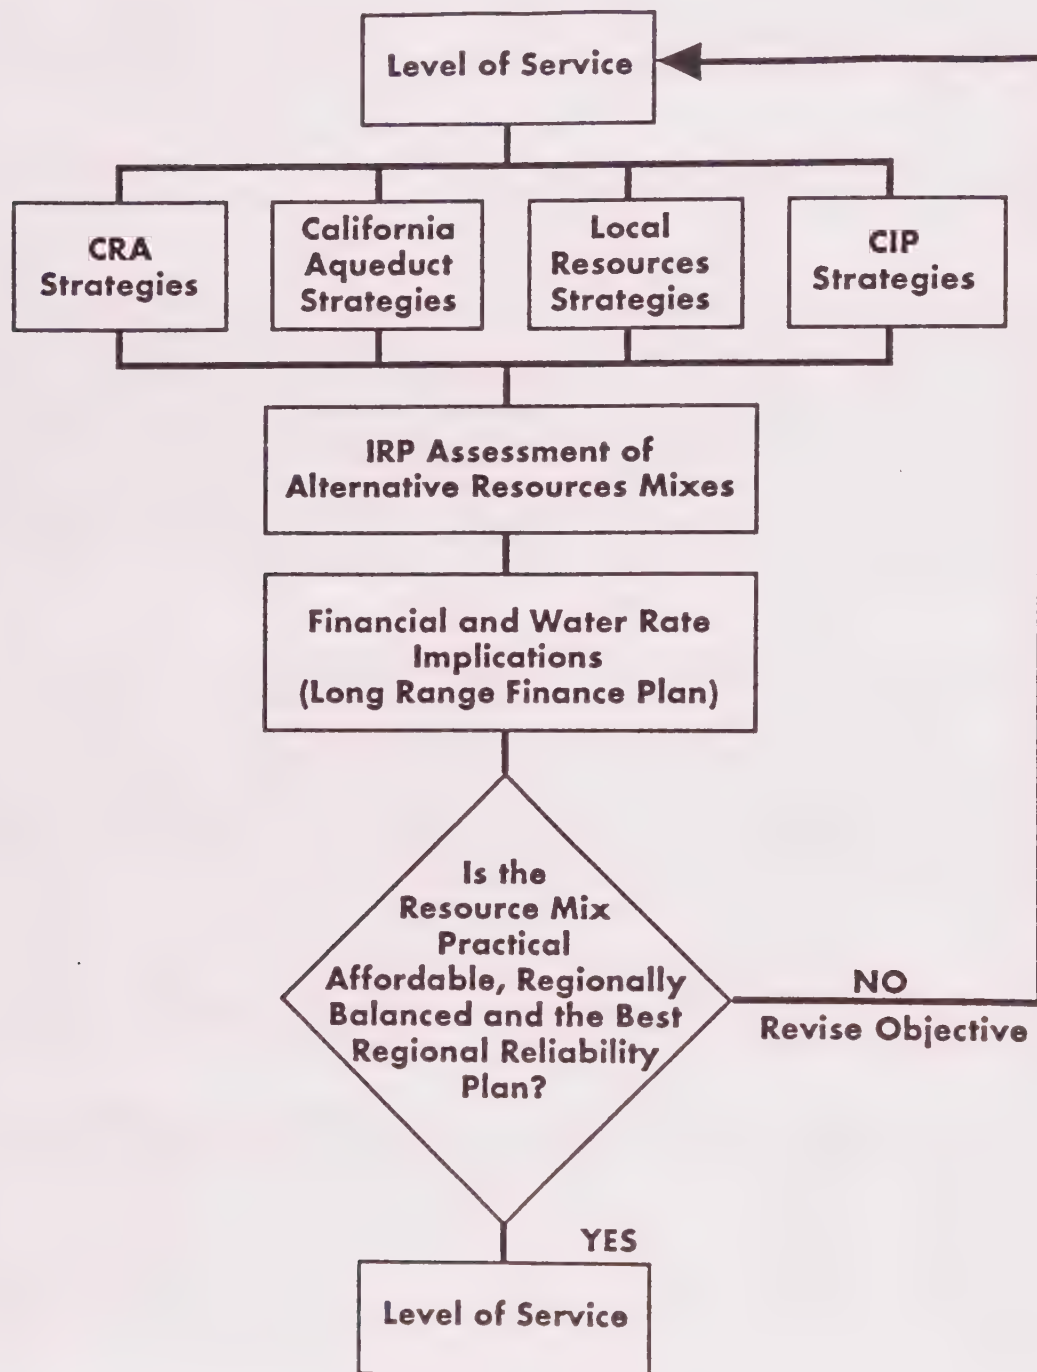 Level of Service
CRA
Strategies
California
Aqueduct
Strategies
Local
Resources
Strategies
CIP
Strategies
IRP Assessment of
Alternative Resources Mixes
Financial and Water Rate
Implications
(Long Range Finance Plan)
Is the
Resource Mix
Practical
Affordable, Regionally
Balanced and the Best
Regional Reliability
Plan?
NO
Revise Objective
YES
Level of Service